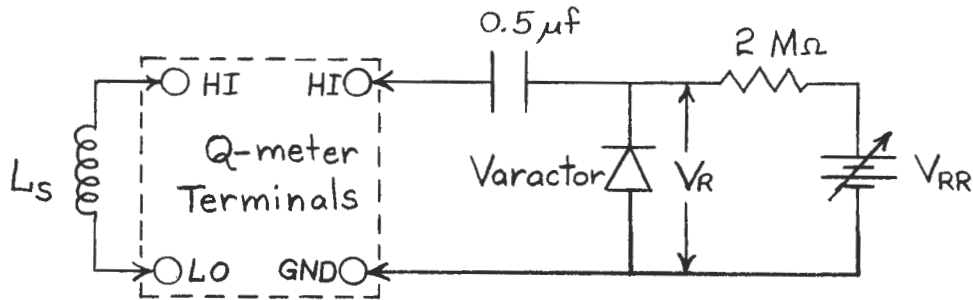 0.5 μf
2 MΩ
HI HI
Q-meter
Terminals
LS
Varactor
VR
VRR
LO GND